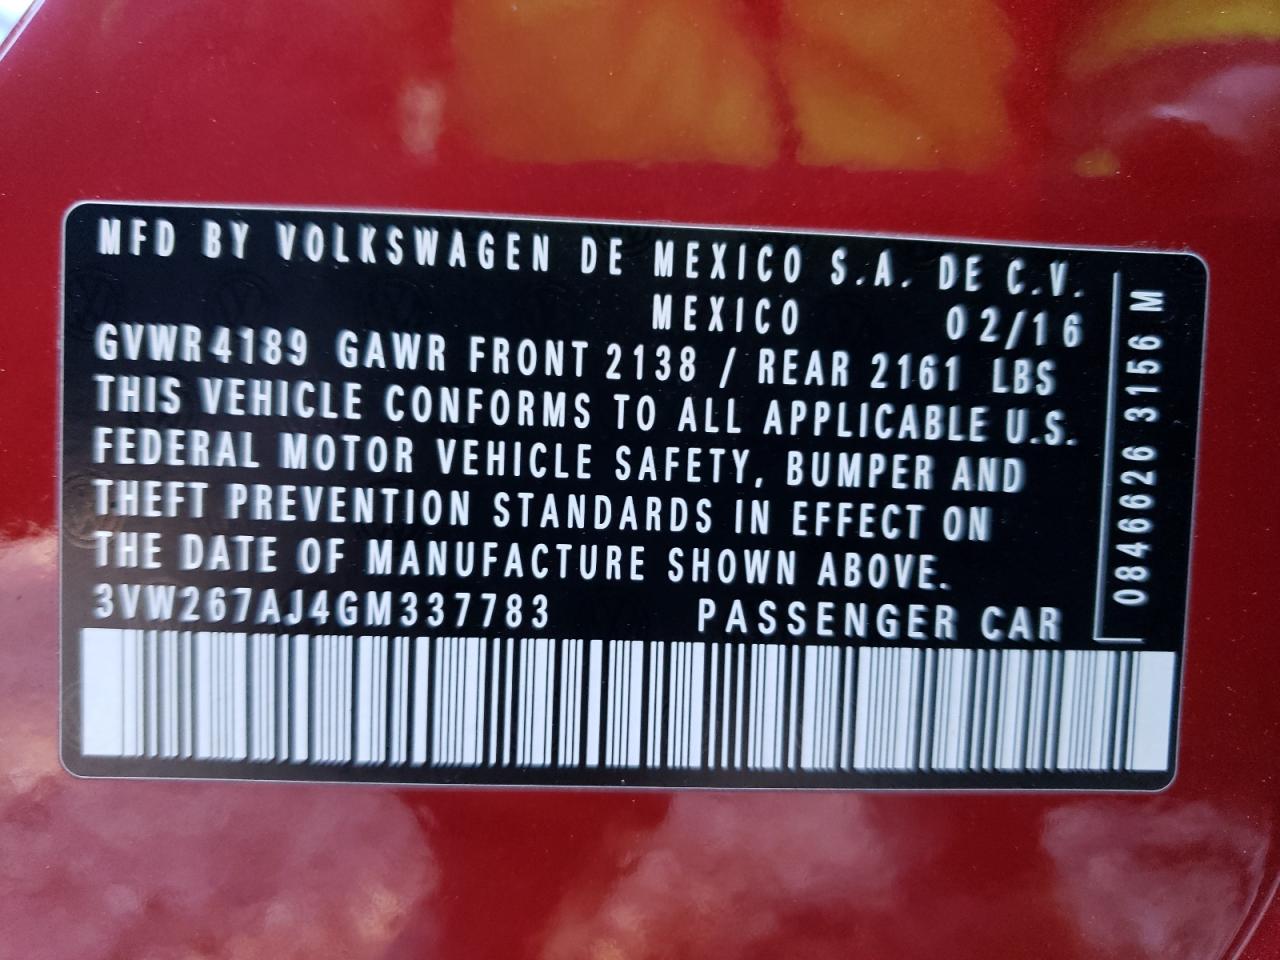 MFD BY VOLKSWAGEN DE MEXICO S.A. DE C.V.
MEXICO 02/16
GVWR 4189 GAWR FRONT 2138 / REAR 2161 LBS
THIS VEHICLE CONFORMS TO ALL APPLICABLE U.S.
FEDERAL MOTOR VEHICLE SAFETY, BUMPER AND
THEFT PREVENTION STANDARDS IN EFFECT ON
THE DATE OF MANUFACTURE SHOWN ABOVE.
3VW267AJ4GM337783 PASSENGER CAR
0846626 3156 M